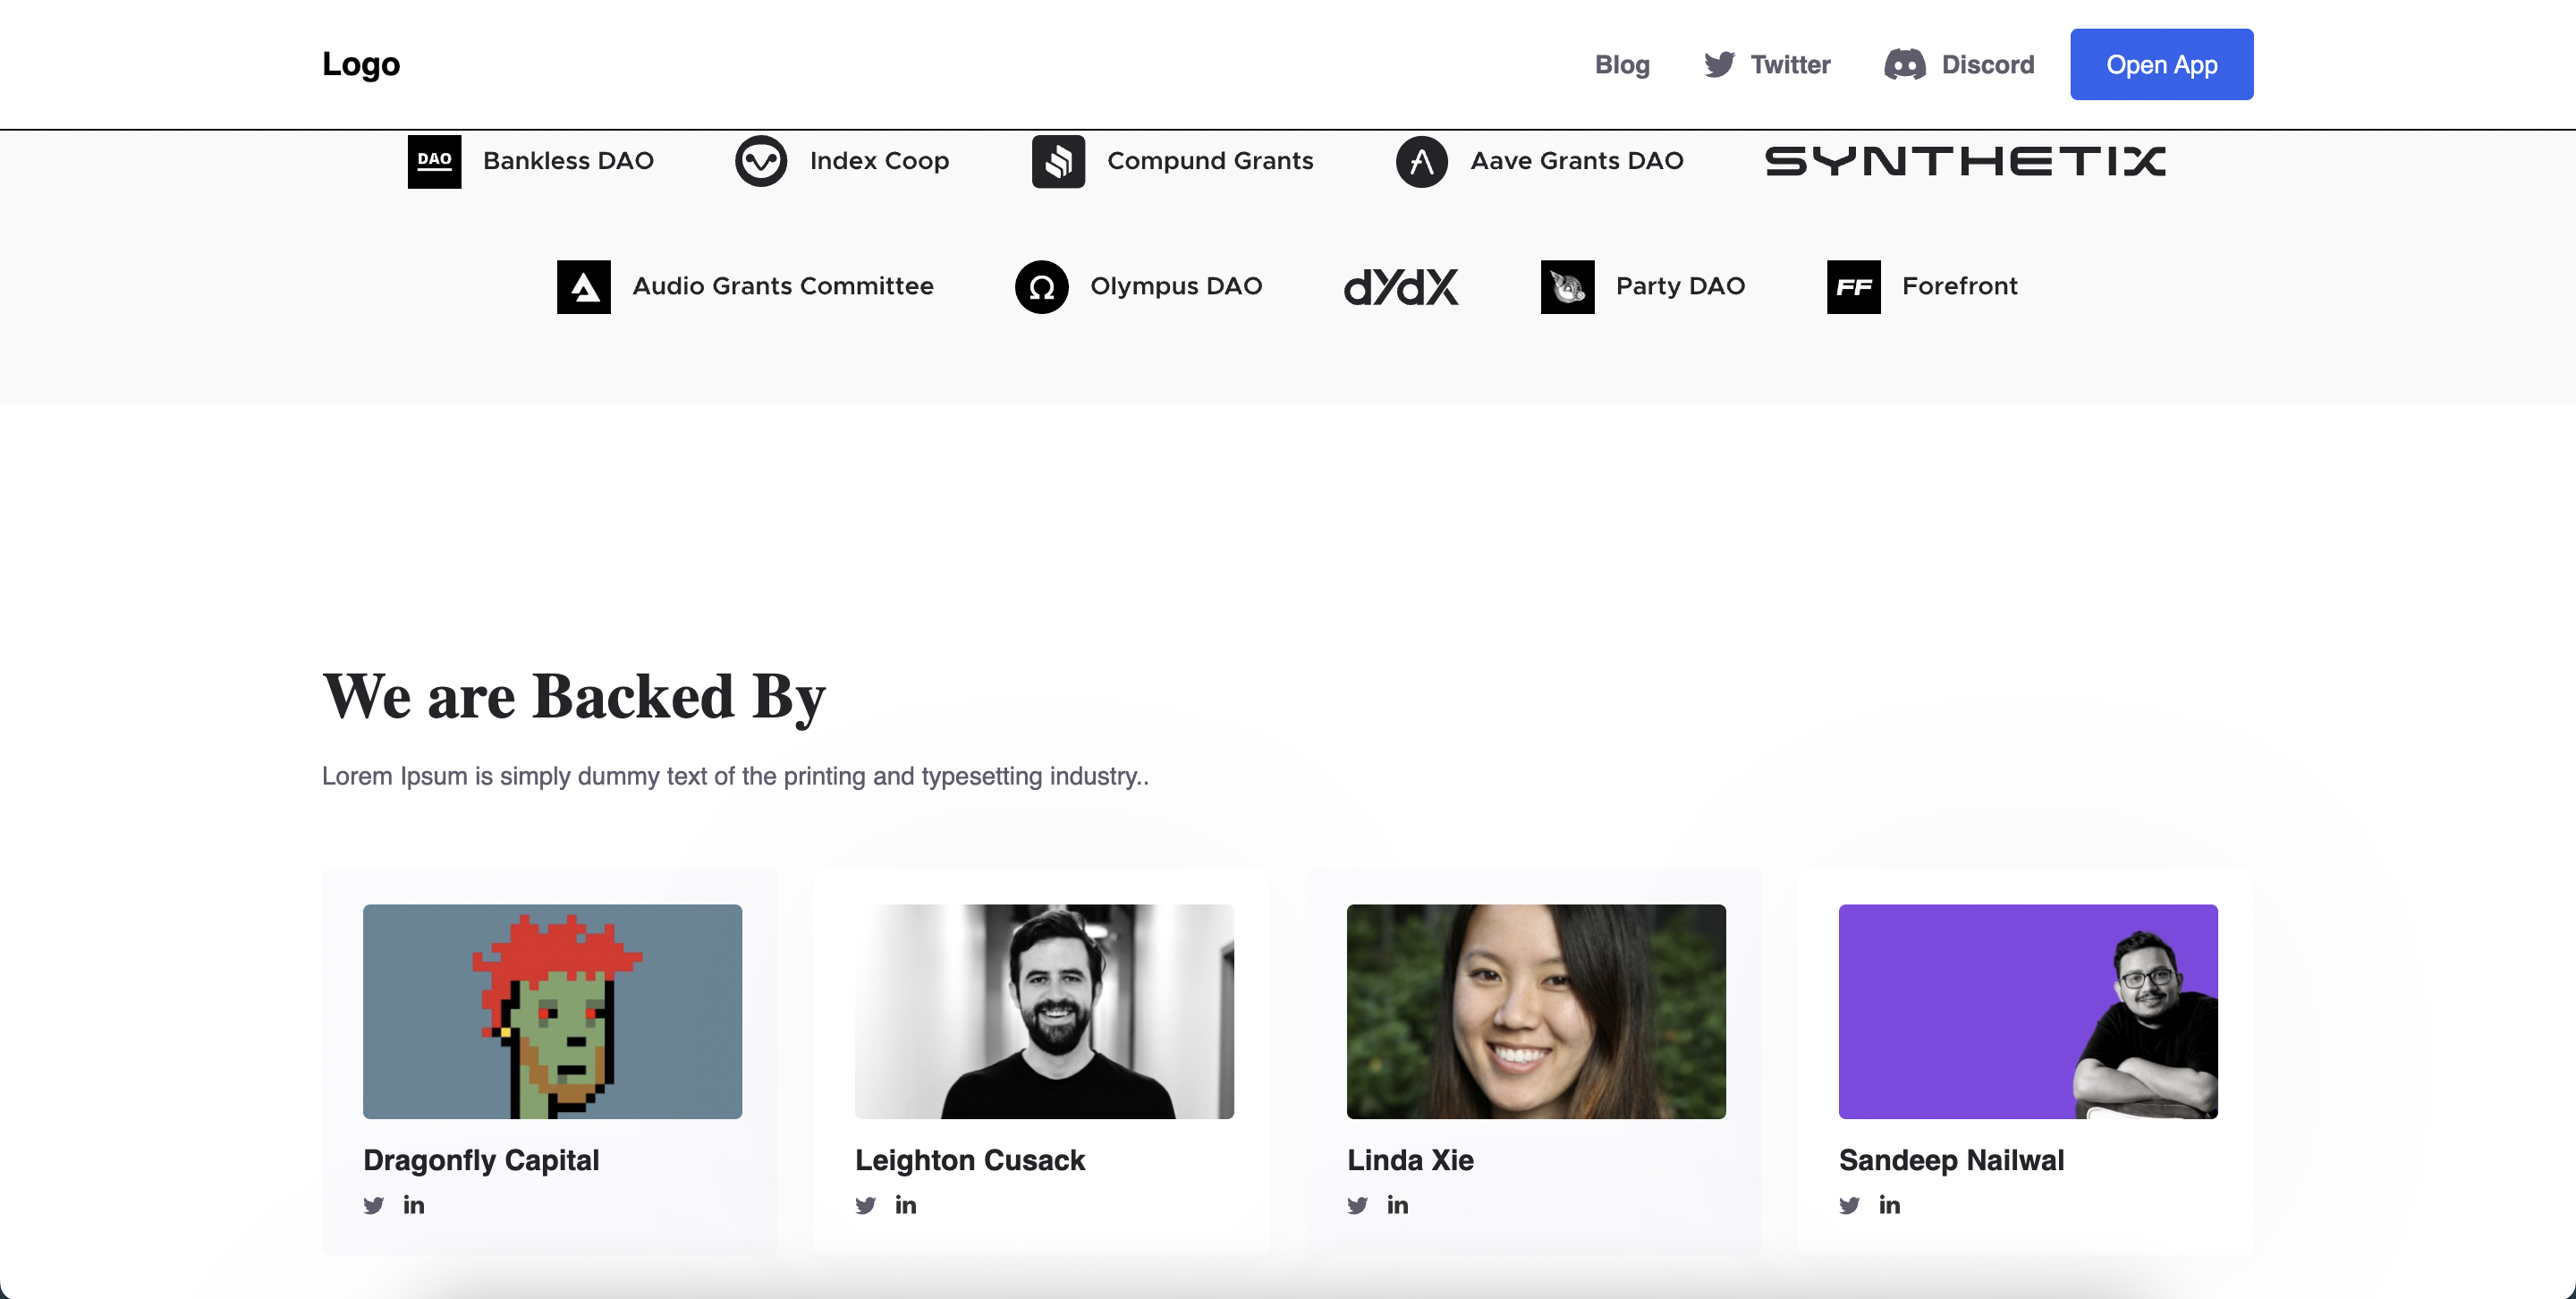 Logo
Blog Twitter Discord Open App
DAO Bankless DAO Index Coop Compund Grants Aave Grants DAO SYNTHETIX
Audio Grants Committee Olympus DAO dYdX Party DAO FF Forefront
We are Backed By
Lorem Ipsum is simply dummy text of the printing and typesetting industry..
Dragonfly Capital
in
Leighton Cusack
in
Linda Xie
in
Sandeep Nailwal
in